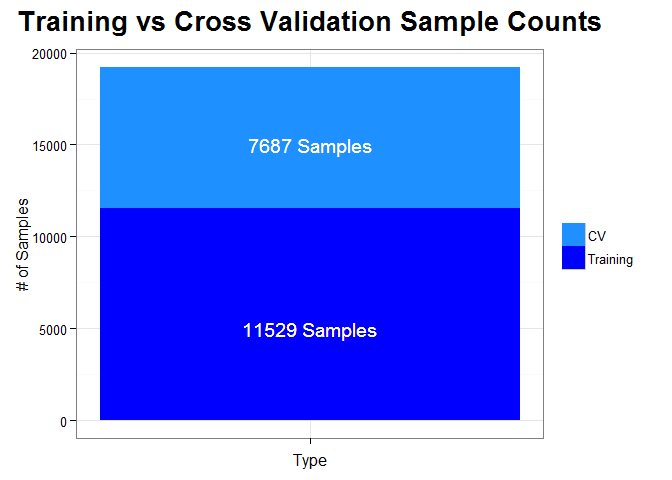 Training vs Cross Validation Sample Counts
20000
15000
10000
5000
0
# of Samples
7687 Samples
11529 Samples
Type
CV
Training